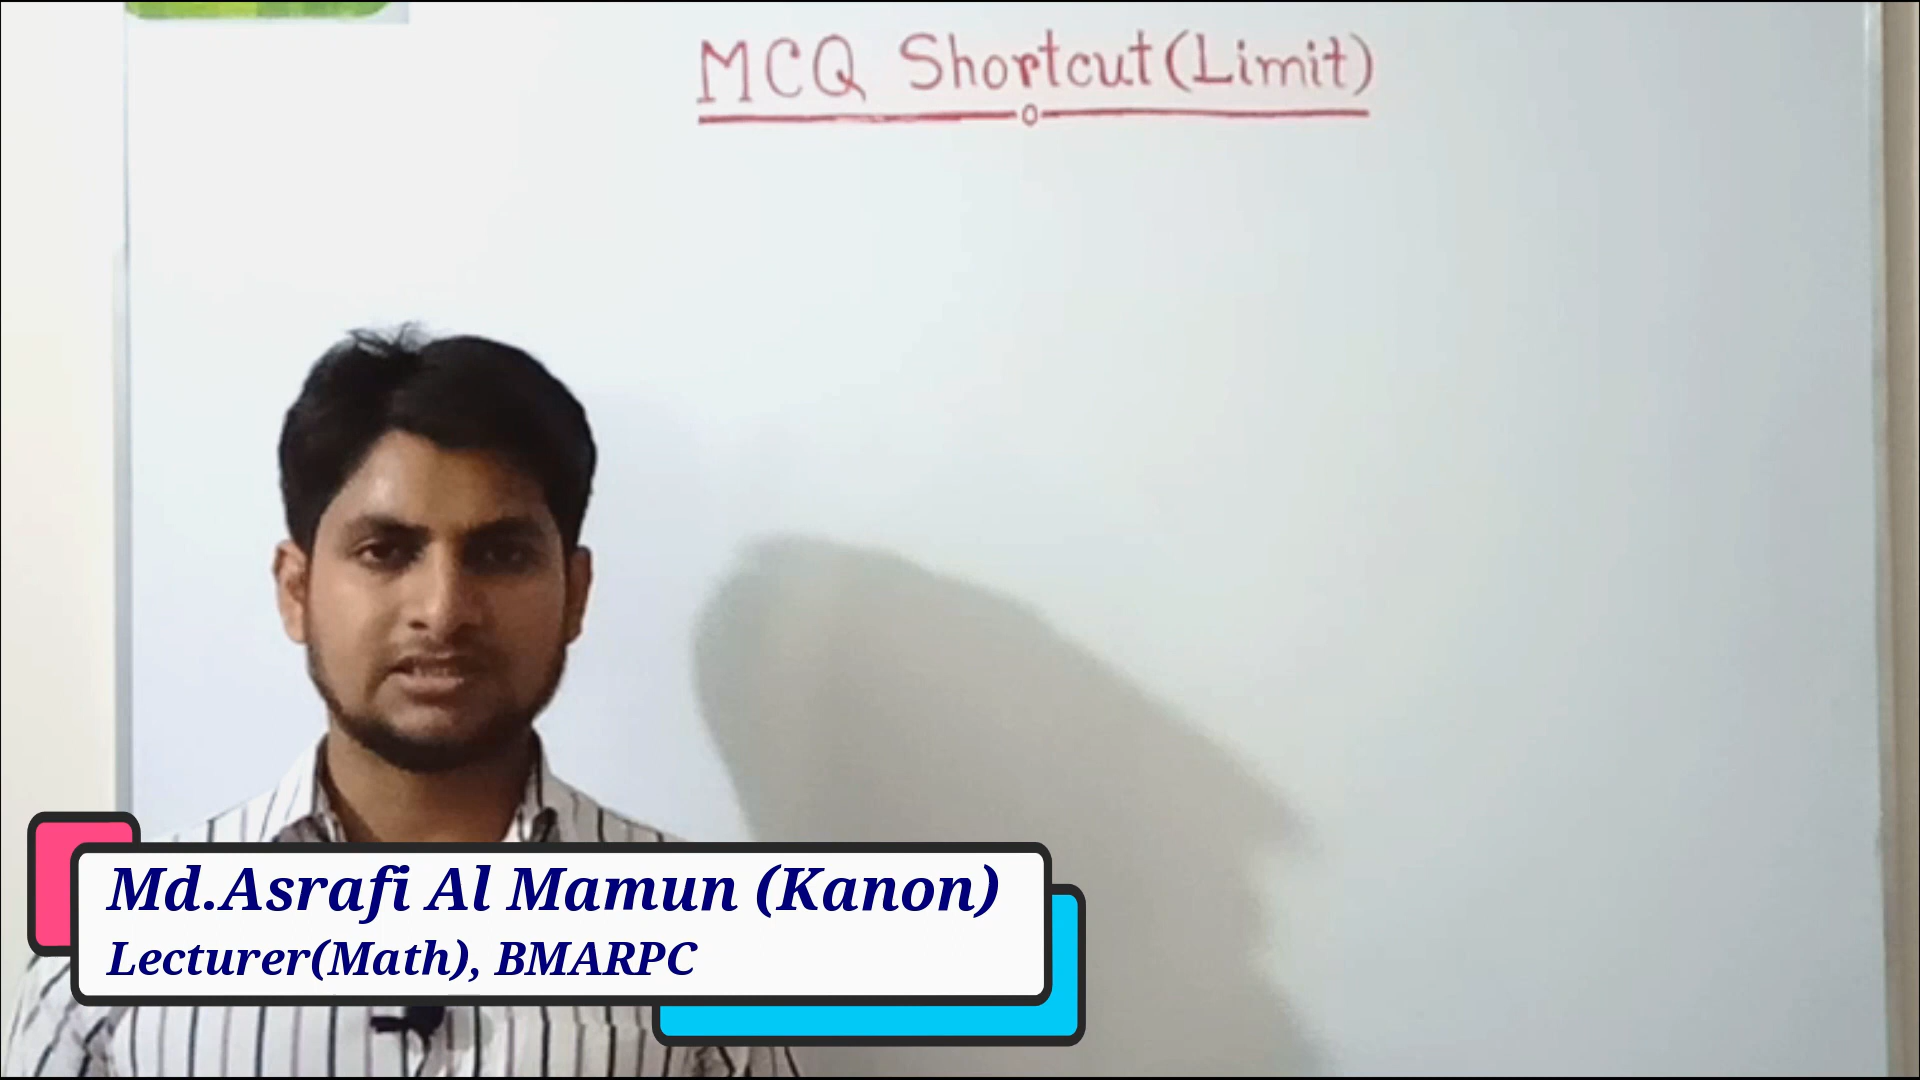 MCQ Shortcut (Limit)
Md.Asrafi Al Mamun (Kanon)
Lecturer(Math), BMARPC